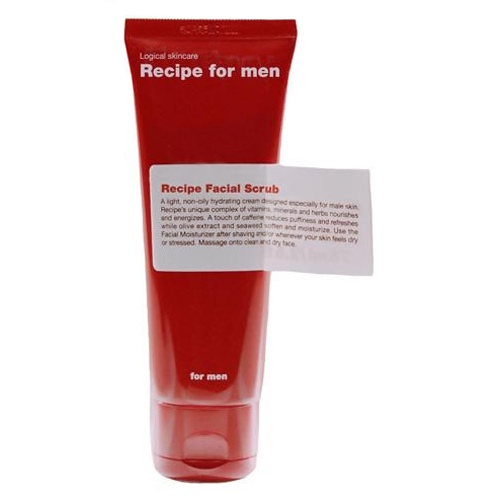 Logical skincare
Recipe for men
Recipe Facial Scrub
A light, non-oily hydrating cream designed especially for male skin.
Recipe's unique complex of vitamins, minerals and herbs nourishes
and energizes. A touch of caffeine reduces puffiness and refreshes
while olive extract and seaweed soften and moisturize. Use the
Facial Moisturizer after shaving and/or whenever your skin feels dry
or stressed. Massage onto clean and dry face.
for men